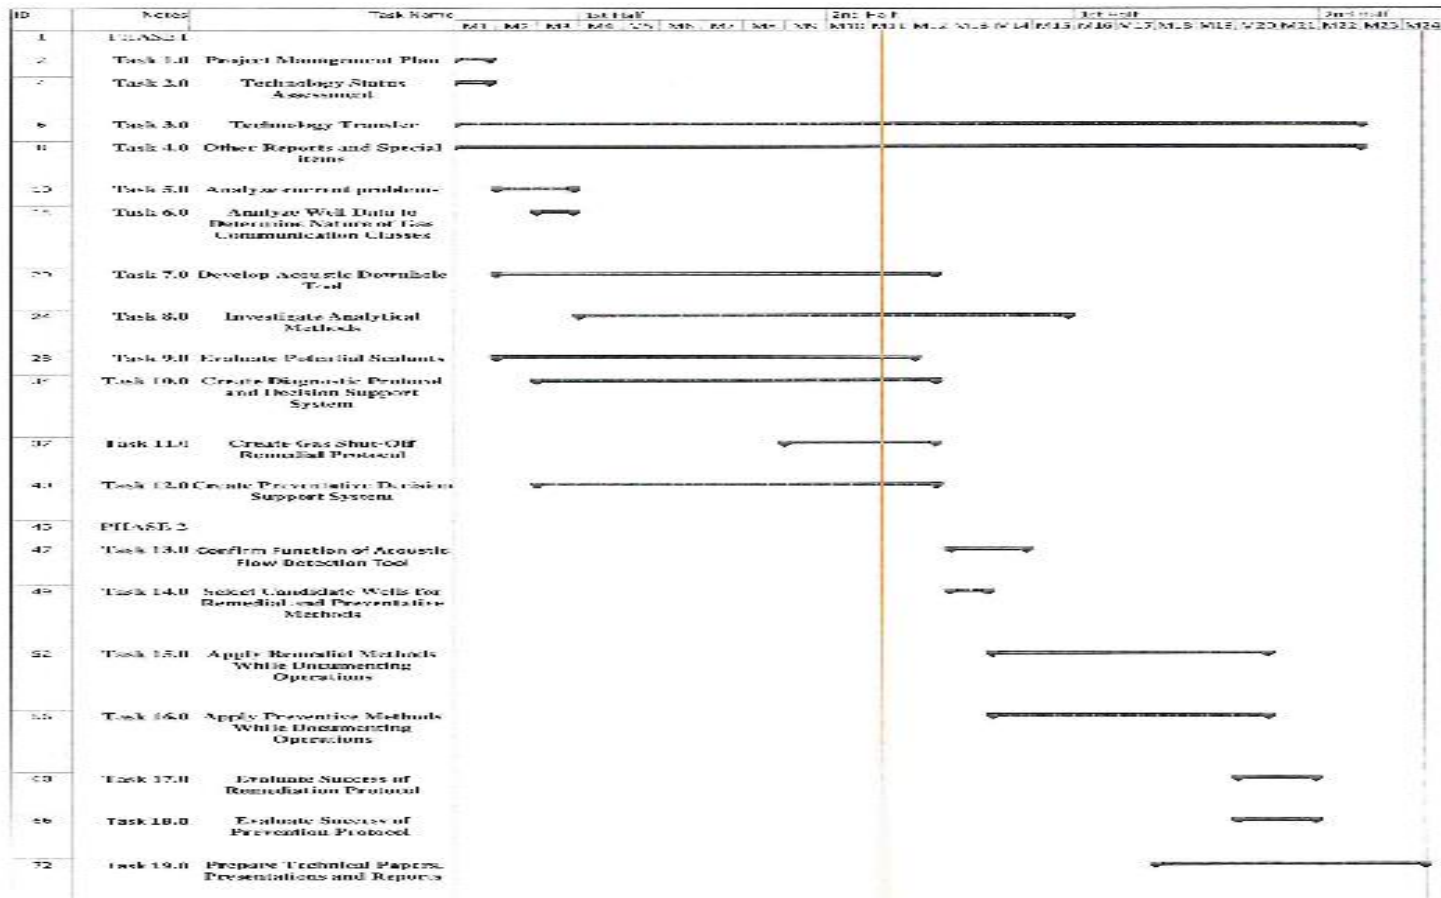 ID Notes Task Name 1st Half 2nd Half 1st Half 2nd Half
M1 M2 M3 M4 M5 M6 M7 M8 M9 M10 M11 M12 M13 M14 M15 M16 M17 M18 M19 M20 M21 M22 M23 M24
1 PHASE 1
2 Task 1.0 Project Management Plan
Task 2.0 Technology Status
Assessment
6 Task 3.0 Technology Transfer
8 Task 4.0 Other Reports and Special
items
Task 5.0 Analyze current problems
Task 6.0 Analyze Well Data to
Determine Nature of Gas
Communication Classes
Task 7.0 Develop Acoustic Downhole
Tool
Task 8.0 Investigate Analytical
Methods
28 Task 9.0 Evaluate Potential Sealants
Task 10.0 Create Diagnostic Protocol
and Decision Support
System
37 Task 11.0 Create Gas Shut-Off
Remedial Protocol
Task 12.0 Create Preventative Decision
Support System
PHASE 2
47 Task 13.0 Confirm Function of Acoustic
Flow Detection Tool
49 Task 14.0 Select Candidate Wells for
Remedial and Preventative
Methods
52 Task 15.0 Apply Remedial Methods
While Documenting
Operations
Task 16.0 Apply Preventive Methods
While Documenting
Operations
Task 17.0 Evaluate Success of
Remediation Protocol
66 Task 18.0 Evaluate Success of
Prevention Protocol
72 Task 19.0 Prepare Technical Papers,
Presentations and Reports